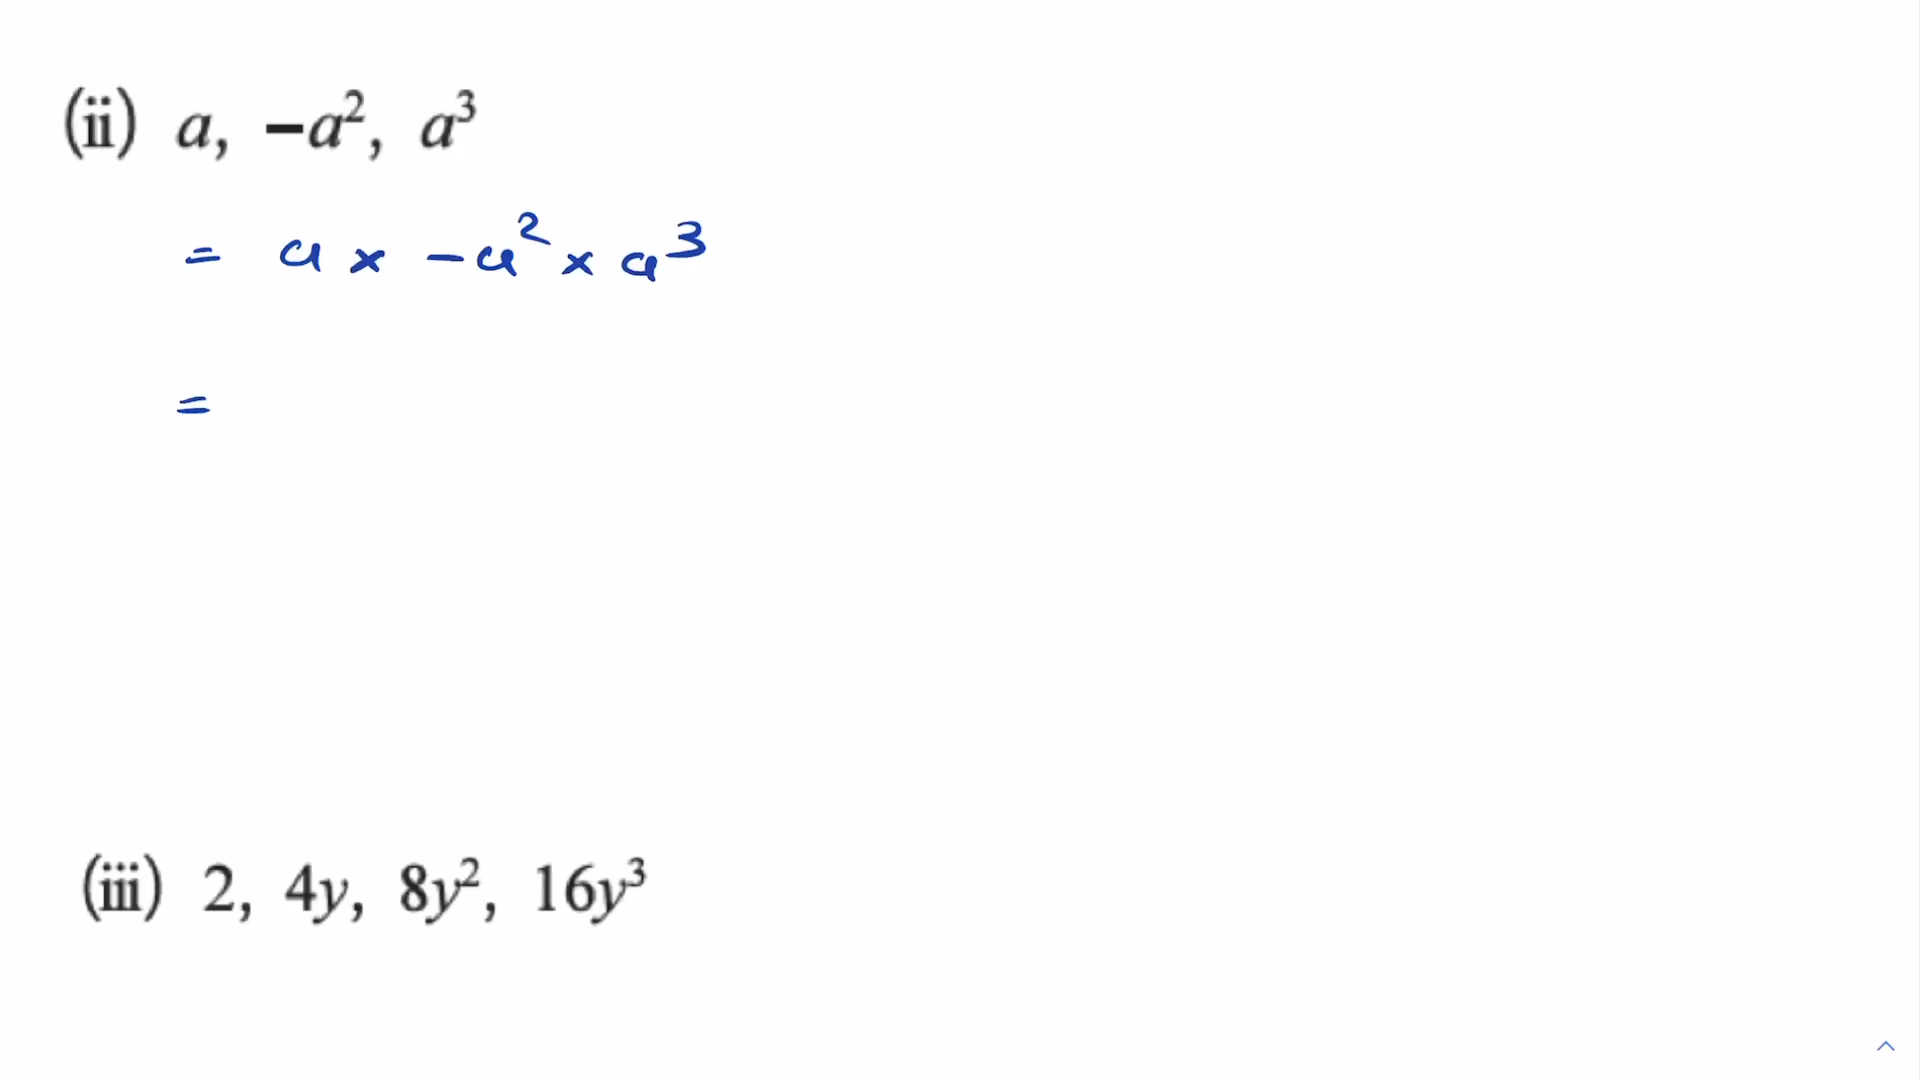 (ii) a, −a², a³
= a × −a² × a³
=
(iii) 2, 4y, 8y², 16y³